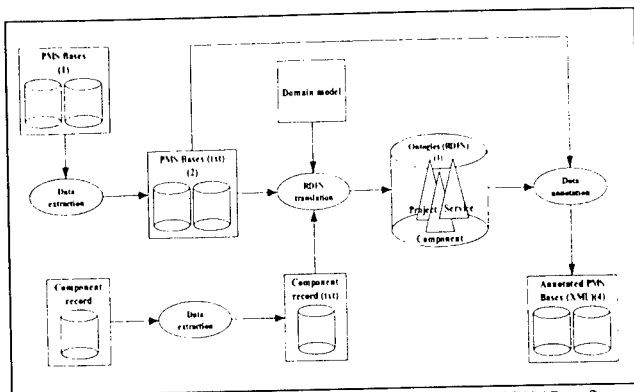 PMS Bases
(1)
Data
extraction
PMS Bases (txt)
(2)
Domain model
RDFS
translation
Ontogies (RDFS)
(3)
Project
Service
Component
Data
annotation
Component
record
Data
extraction
Component
record (txt)
Annotated PMS
Bases (XML)(4)